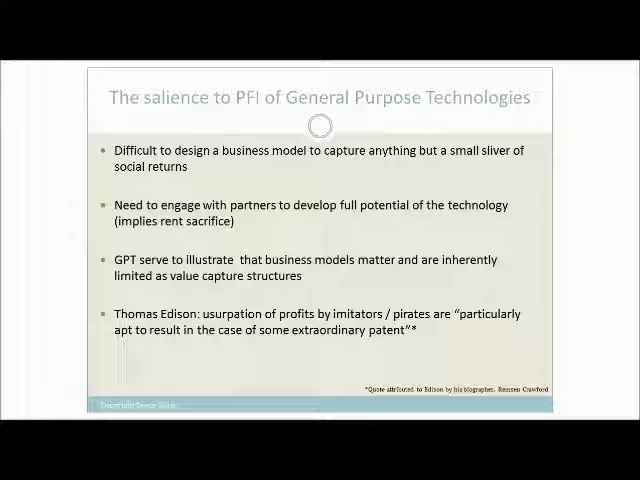 The salience to PFI of General Purpose Technologies
• Difficult to design a business model to capture anything but a small sliver of
social returns
• Need to engage with partners to develop full potential of the technology
(implies rent sacrifice)
• GPT serve to illustrate that business models matter and are inherently
limited as value capture structures
• Thomas Edison: usurpation of profits by imitators / pirates are “particularly
apt to result in the case of some extraordinary patent”*
*Quote attributed to Edison by his biographer, Remsen Crawford
Copyright